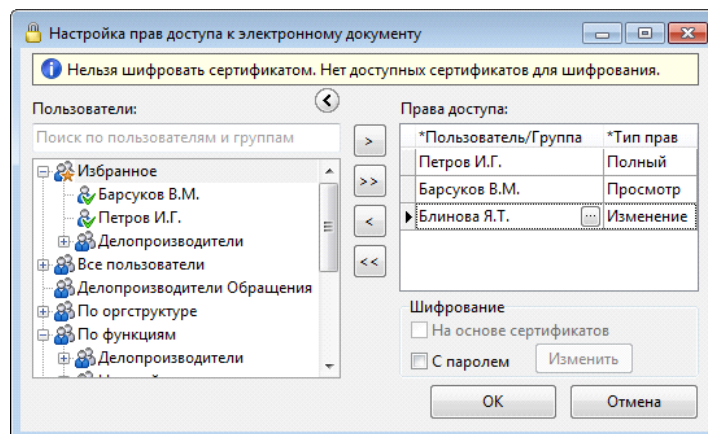 Настройка прав доступа к электронному документу
Нельзя шифровать сертификатом. Нет доступных сертификатов для шифрования.
Пользователи:
Поиск по пользователям и группам
Избранное
Барсуков В.М.
Петров И.Г.
Делопроизводители
Все пользователи
Делопроизводители Обращения
По оргструктуре
По функциям
Делопроизводители
>
>>
<
<<
Права доступа:
*Пользователь/Группа *Тип прав
Петров И.Г. Полный
Барсуков В.М. Просмотр
Блинова Я.Т. ... Изменение
Шифрование
На основе сертификатов
С паролем Изменить
ОК Отмена